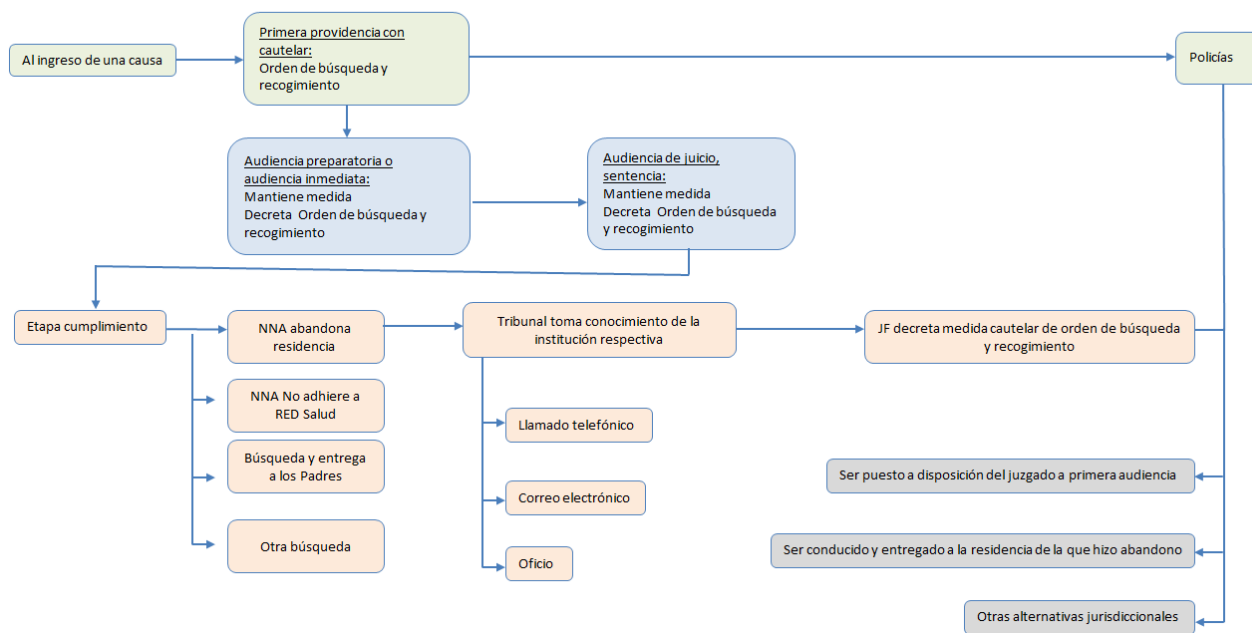 Al ingreso de una causa
Primera providencia con
cautelar:
Orden de búsqueda y
recogimiento
Policías
Audiencia preparatoria o
audiencia inmediata:
Mantiene medida
Decreta Orden de búsqueda y
recogimiento
Audiencia de juicio,
sentencia:
Mantiene medida
Decreta Orden de búsqueda
y recogimiento
Etapa cumplimiento
NNA abandona
residencia
Tribunal toma conocimiento de la
institución respectiva
JF decreta medida cautelar de orden de búsqueda
y recogimiento
NNA No adhiere a
RED Salud
Búsqueda y entrega
a los Padres
Otra búsqueda
Llamado telefónico
Correo electrónico
Oficio
Ser puesto a disposición del juzgado a primera audiencia
Ser conducido y entregado a la residencia de la que hizo abandono
Otras alternativas jurisdiccionales